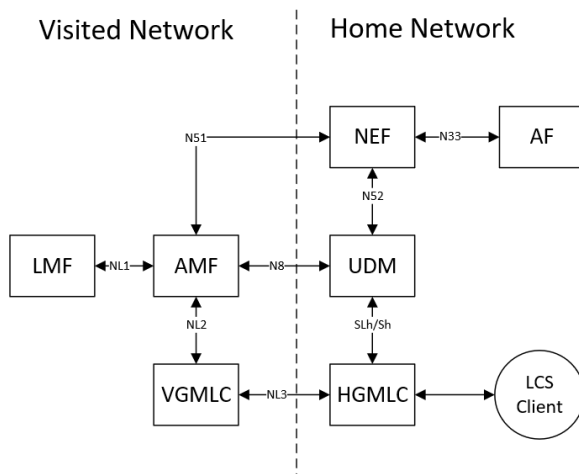 Visited Network
Home Network
N51
NEF
N33
AF
N52
LMF
NL1
AMF
N8
UDM
NL2
SLh/Sh
VGMLC
NL3
HGMLC
LCS
Client